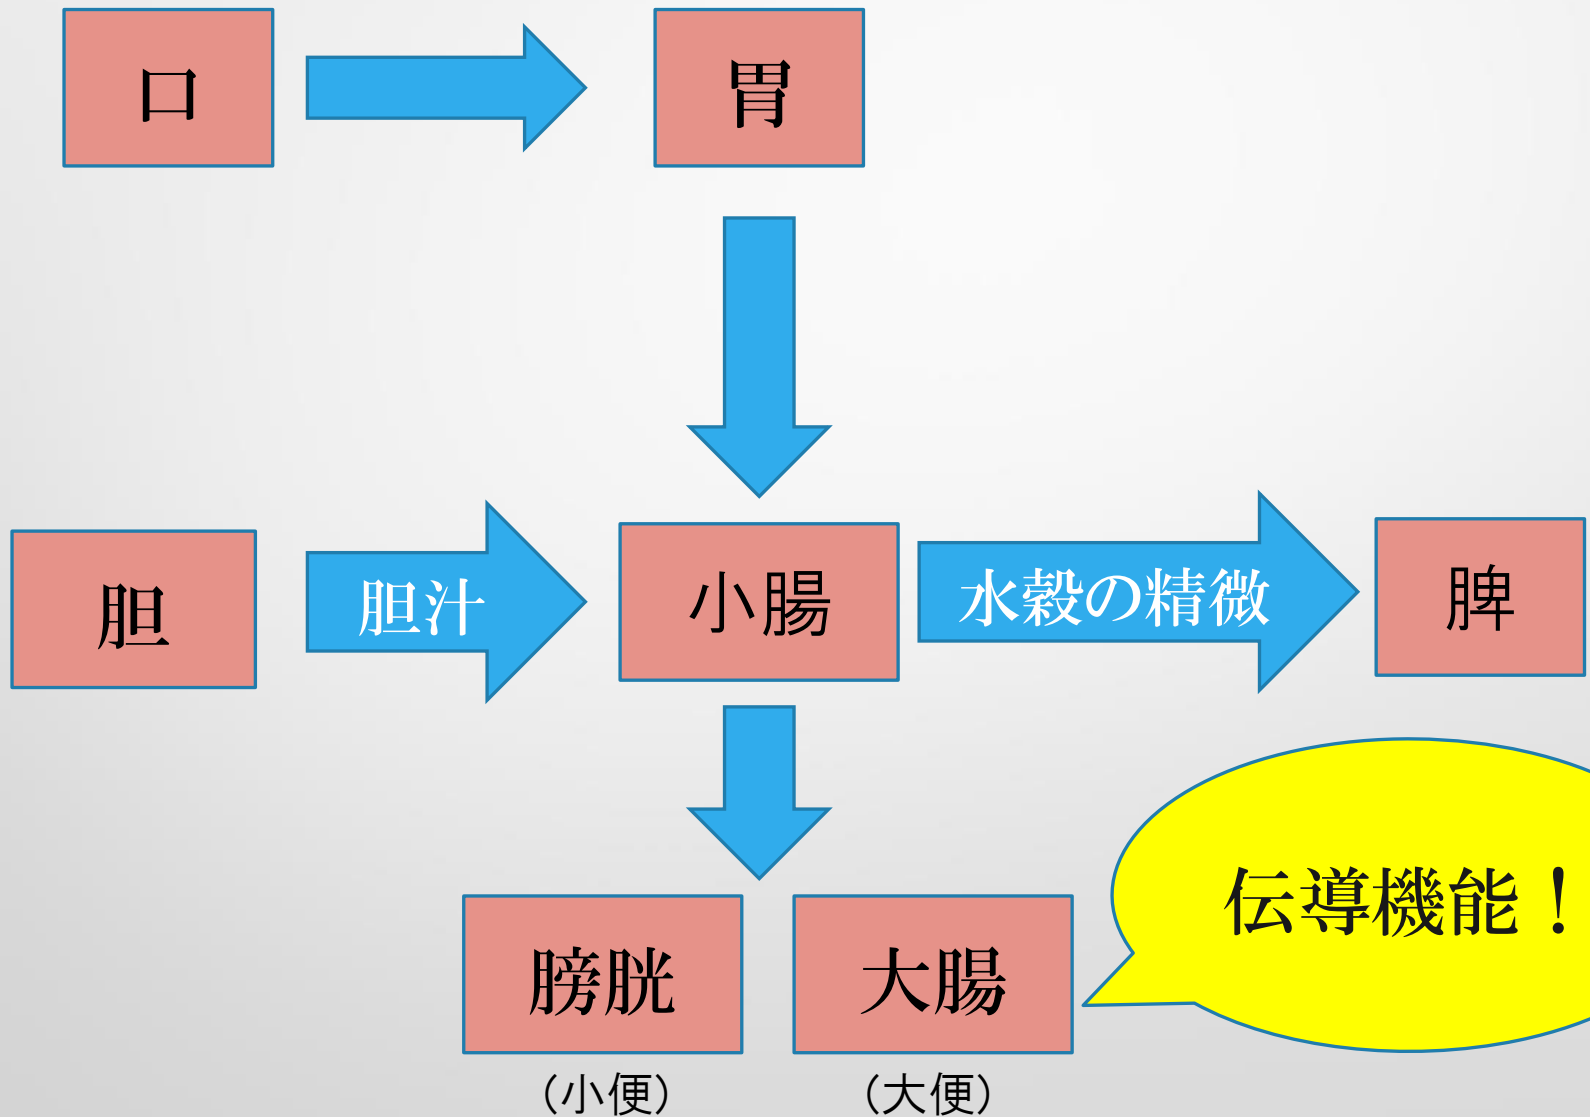 口
胃
胆
胆汁
小腸
水穀の精微
脾
伝導機能！
膀胱
大腸
（小便）
（大便）